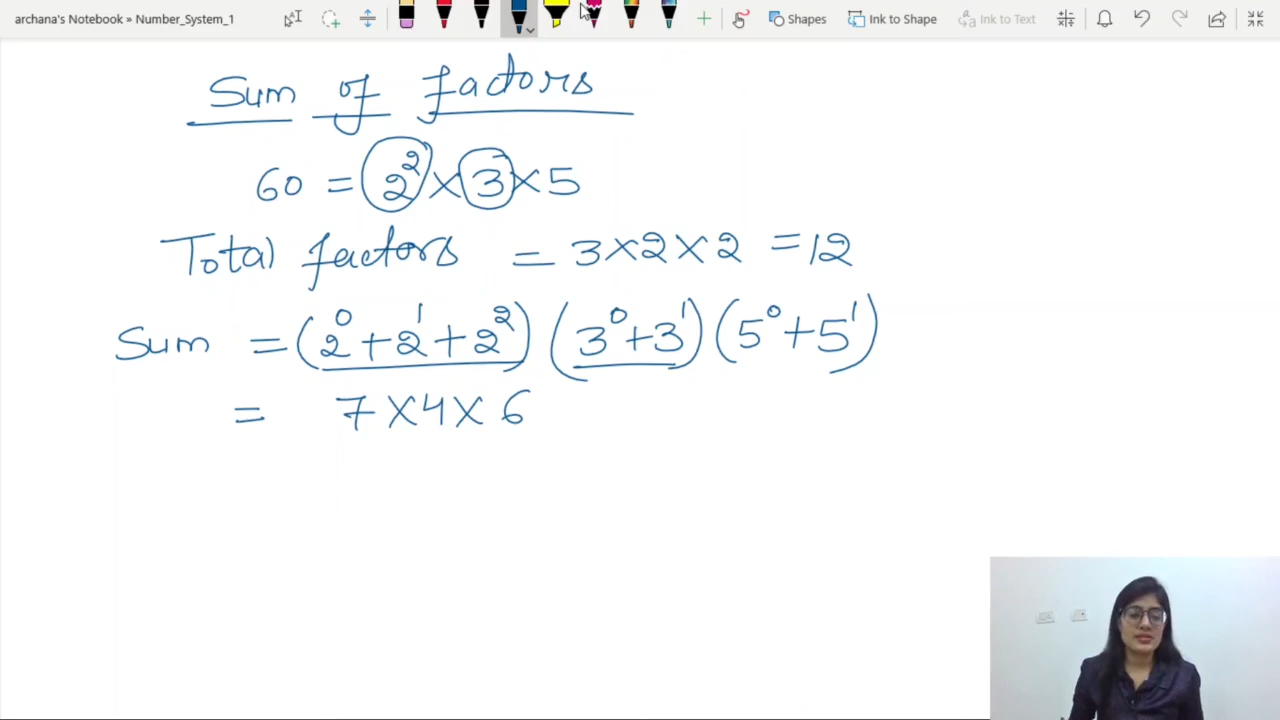 archana's Notebook » Number_System_1
Shapes
Ink to Shape
Ink to Text
Sum of factors
60 = 2² × 3¹ × 5
Total factors = 3×2×2 = 12
Sum = (2⁰+2¹+2²) (3⁰+3¹) (5⁰+5¹)
= 7×4×6